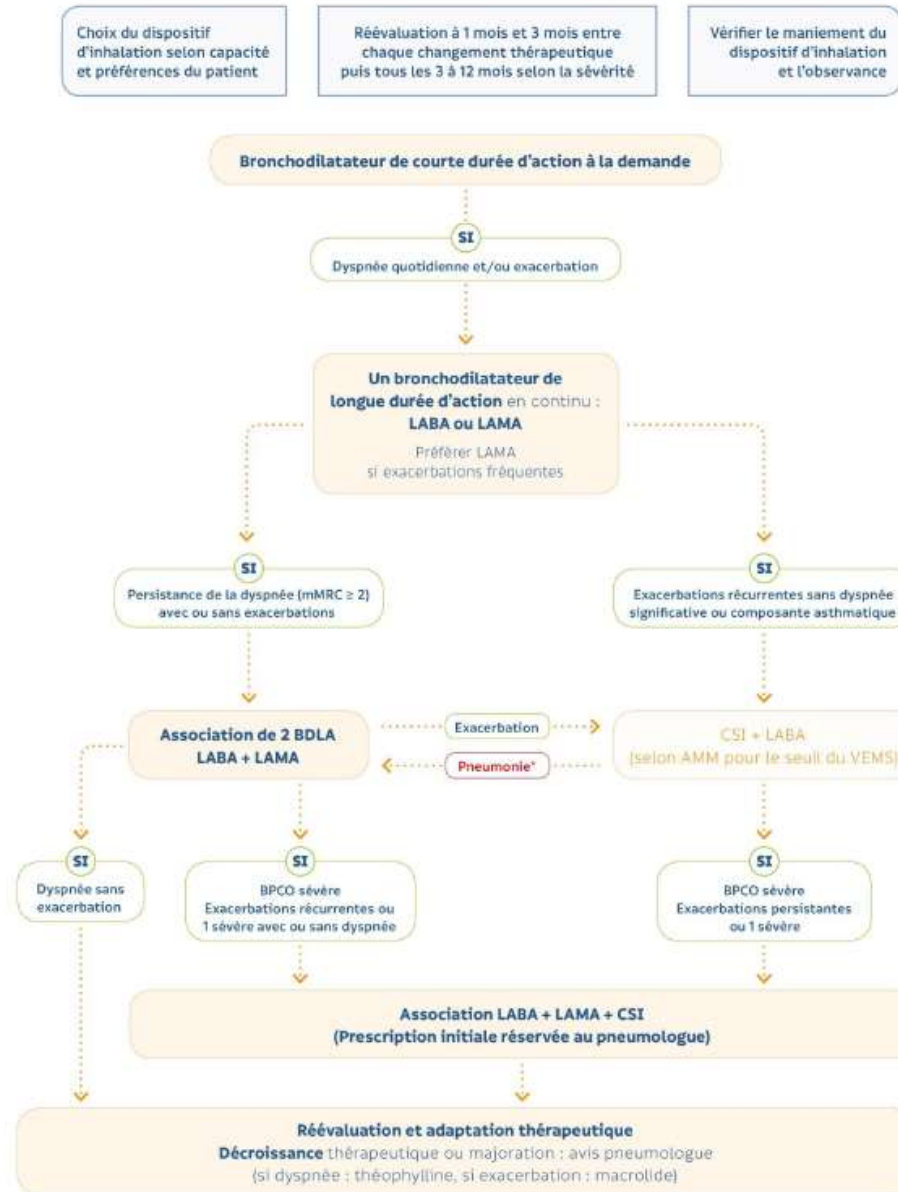 Choix du dispositif
d'inhalation selon capacité
et préférences du patient
Réévaluation à 1 mois et 3 mois entre
chaque changement thérapeutique
puis tous les 3 à 12 mois selon la sévérité
Vérifier le maniement du
dispositif d'inhalation
et l'observance
Bronchodilatateur de courte durée d'action à la demande
SI
Dyspnée quotidienne et/ou exacerbation
Un bronchodilatateur de
longue durée d'action en continu :
LABA ou LAMA
Préférer LAMA
si exacerbations fréquentes
SI
Persistance de la dyspnée (mMRC ≥ 2)
avec ou sans exacerbations
SI
Exacerbations récurrentes sans dyspnée
significative ou composante asthmatique
Association de 2 BDLA
LABA + LAMA
Exacerbation
Pneumonie*
CSI + LABA
(selon AMM pour le seuil du VEMS)
SI
Dyspnée sans
exacerbation
SI
BPCO sévère
Exacerbations récurrentes ou
1 sévère avec ou sans dyspnée
SI
BPCO sévère
Exacerbations persistantes
ou 1 sévère
Association LABA + LAMA + CSI
(Prescription initiale réservée au pneumologue)
Réévaluation et adaptation thérapeutique
Décroissance thérapeutique ou majoration : avis pneumologue
(si dyspnée : théophylline, si exacerbation : macrolide)